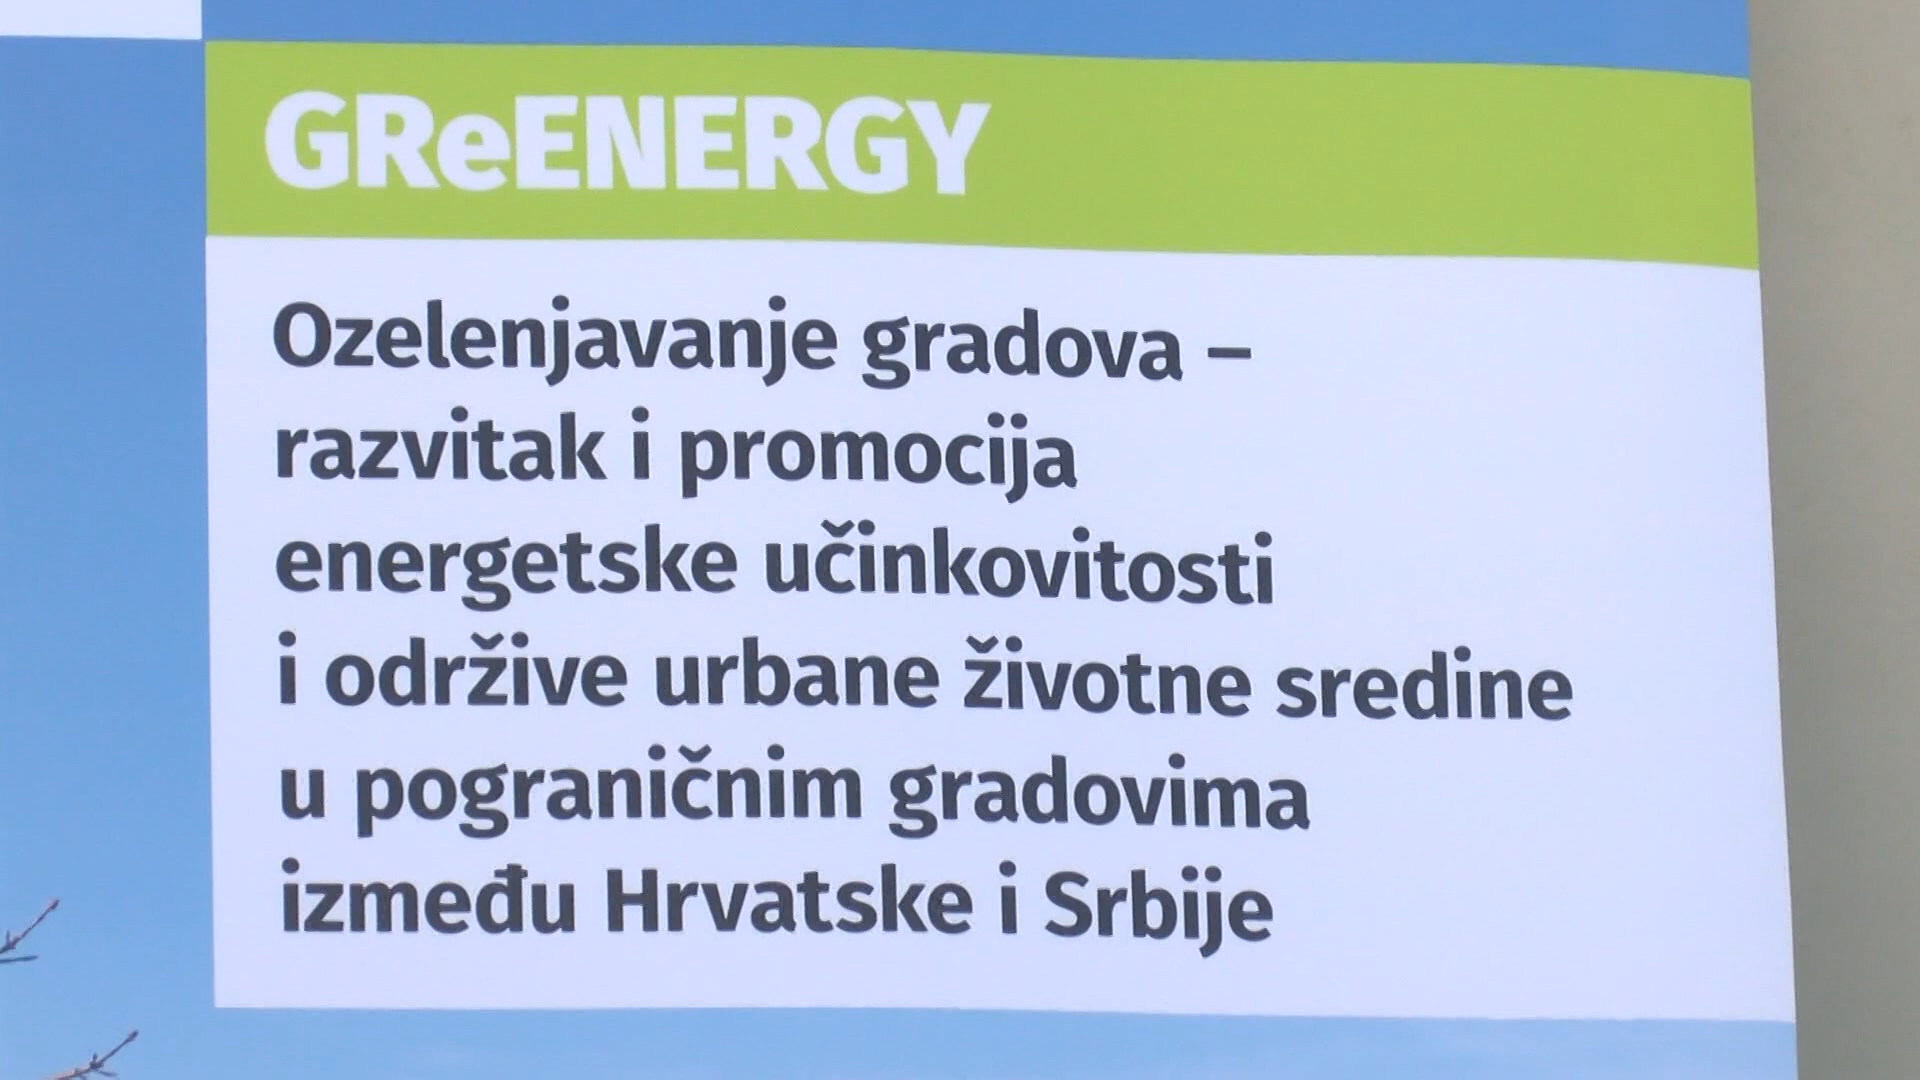 GReENERGY
Ozelenjavanje gradova –
razvitak i promocija
energetske učinkovitosti
i održive urbane životne sredine
u pograničnim gradovima
između Hrvatske i Srbije